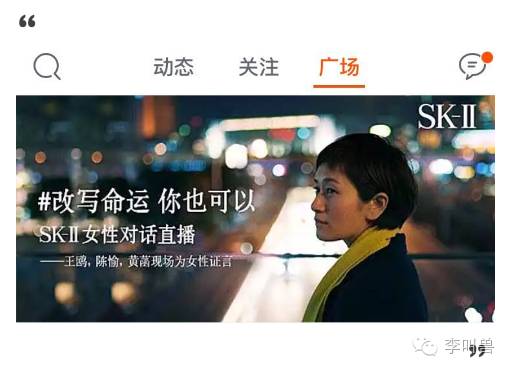 “
动态 关注 广场
SK-II
#改写命运 你也可以
SK-II 女性对话直播
——王鸥, 陈愉, 黄菡现场为女性证言
李叫兽
”